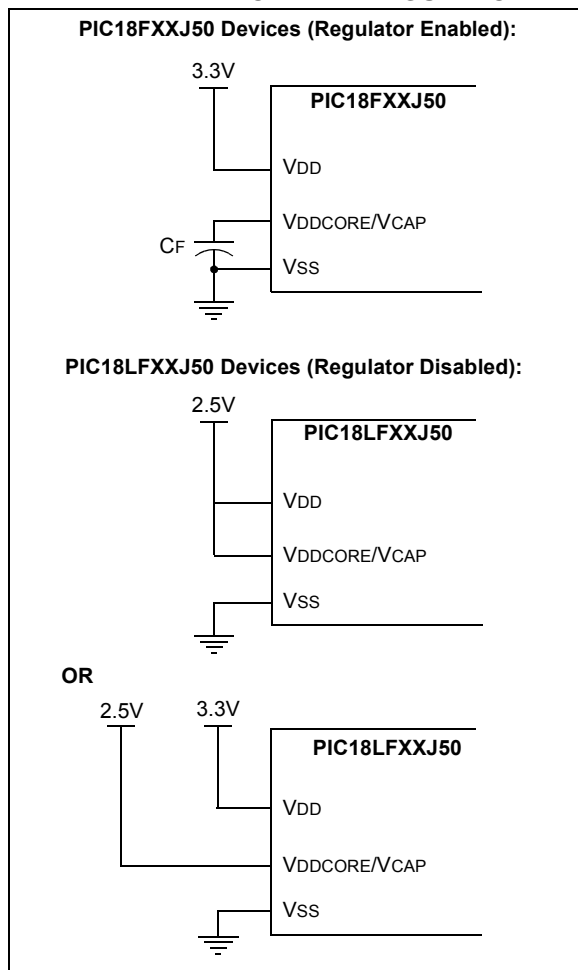 PIC18FXXJ50 Devices (Regulator Enabled):
3.3V
PIC18FXXJ50
VDD
VDDCORE/VCAP
CF
VSS
PIC18LFXXJ50 Devices (Regulator Disabled):
2.5V
PIC18LFXXJ50
VDD
VDDCORE/VCAP
VSS
OR
2.5V 3.3V
PIC18LFXXJ50
VDD
VDDCORE/VCAP
VSS